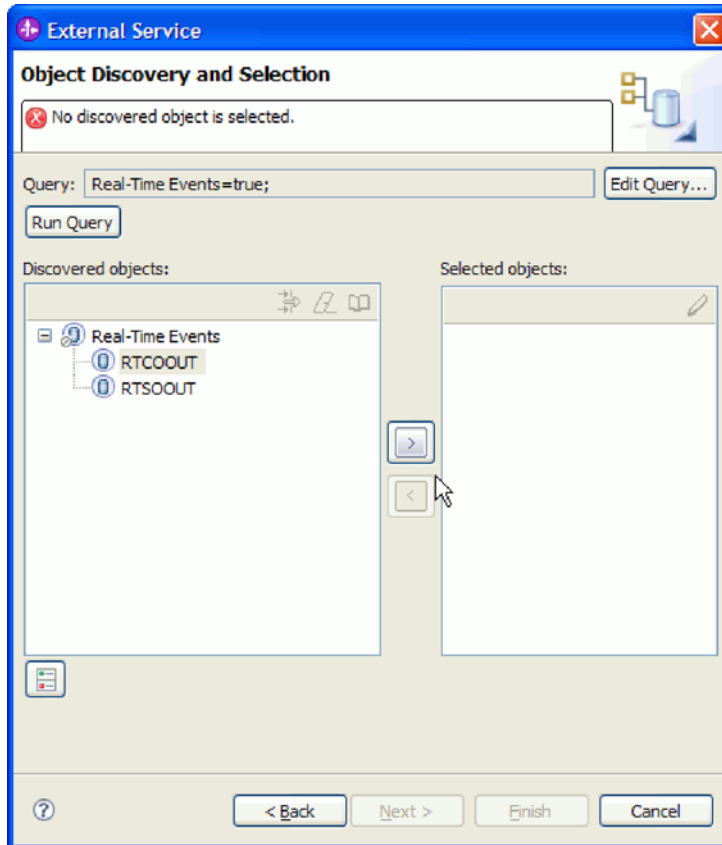 External Service
Object Discovery and Selection
No discovered object is selected.
Query: Real-Time Events=true; Edit Query...
Run Query
Discovered objects: Selected objects:
Real-Time Events
RTCOOUT
RTSOOUT
>
<
< Back Next > Finish Cancel